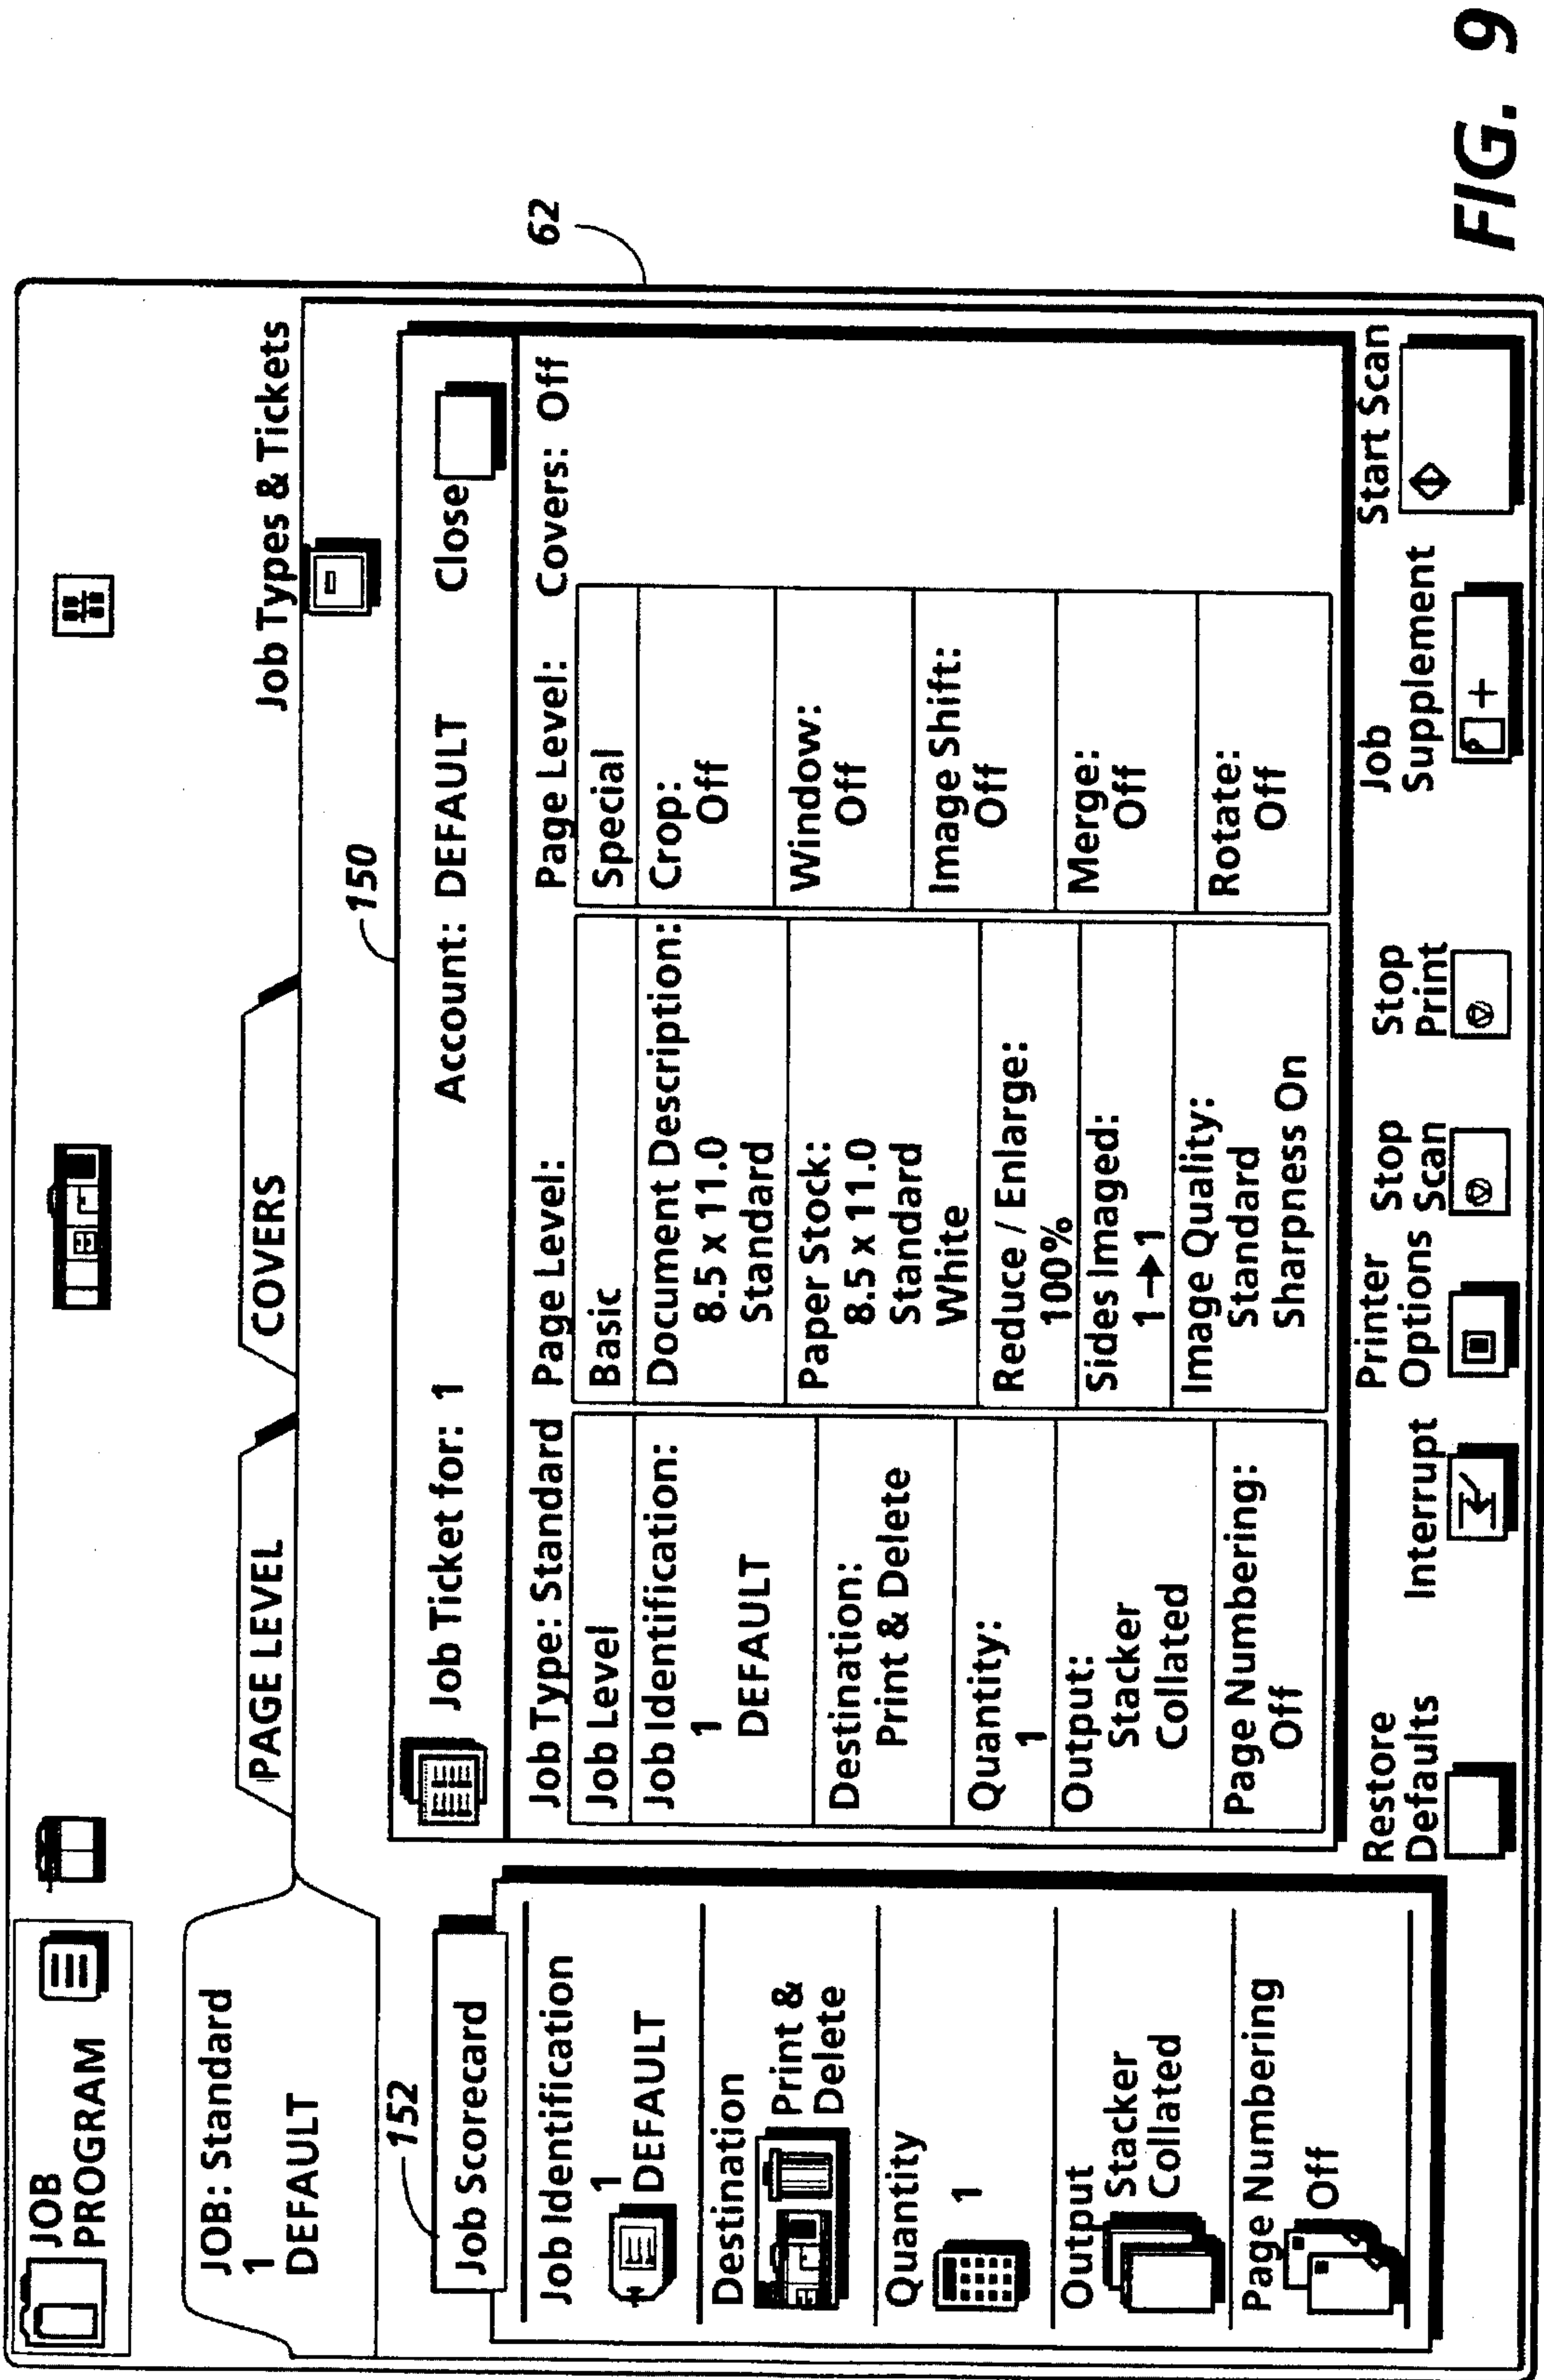 JOB
PROGRAM
JOB: Standard
1
DEFAULT
PAGE LEVEL
COVERS
Job Types & Tickets
152
Job Scorecard
Job Identification
1
DEFAULT
Destination
Print &
Delete
Quantity
1
Output
Stacker
Collated
Page Numbering
Off
150
Job Ticket for: 1
Account: DEFAULT
Close
Job Type: Standard
Job Level
Job Identification:
1
DEFAULT
Destination:
Print & Delete
Quantity:
1
Output:
Stacker
Collated
Page Numbering:
Off
Page Level:
Basic
Document Description:
8.5 x 11.0
Standard
Paper Stock:
8.5 x 11.0
Standard
White
Reduce / Enlarge:
100%
Sides Imaged:
1→1
Image Quality:
Standard
Sharpness On
Page Level:
Special
Crop:
Off
Window:
Off
Image Shift:
Off
Merge:
Off
Rotate:
Off
Covers: Off
62
Restore
Defaults
Interrupt
Printer
Options
Stop
Scan
Stop
Print
Job
Supplement
Start Scan
FIG. 9